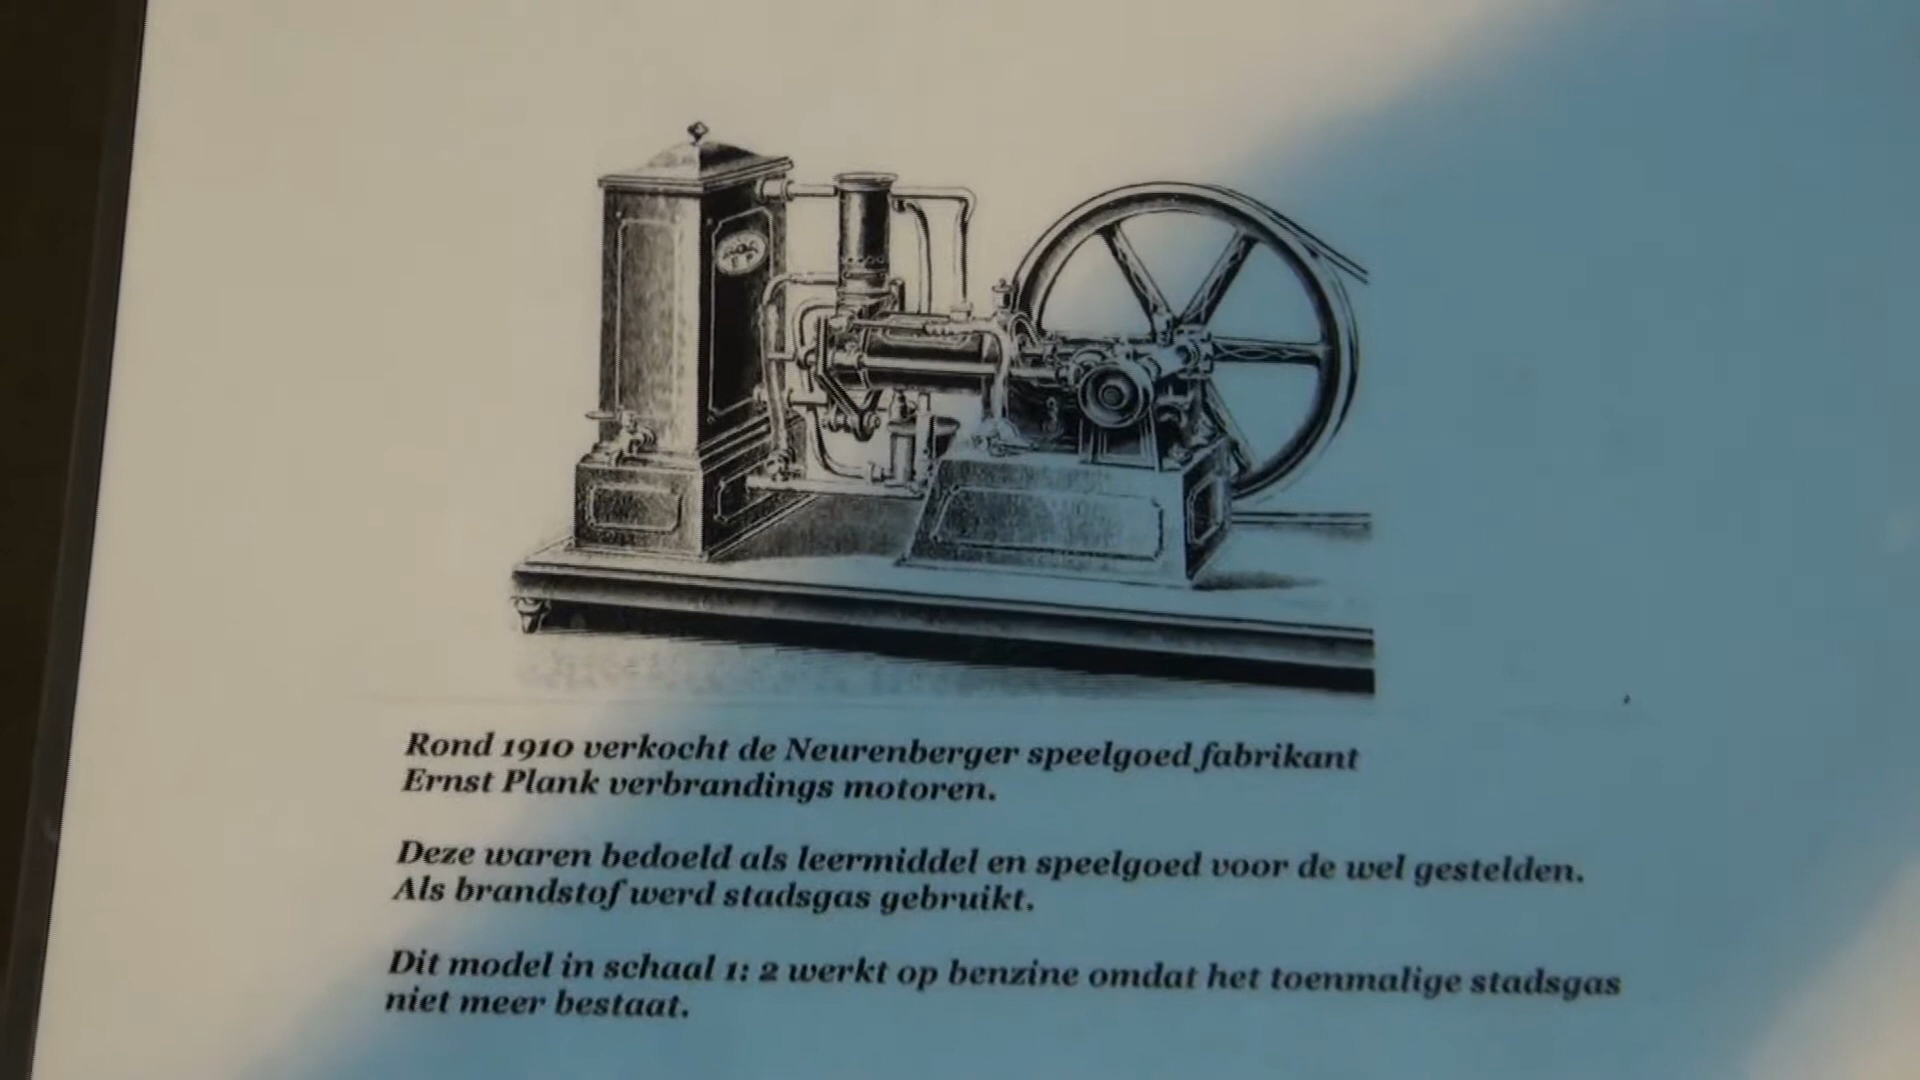 E P
Rond 1910 verkocht de Neurenberger speelgoed fabrikant
Ernst Plank verbrandings motoren.
Deze waren bedoeld als leermiddel en speelgoed voor de wel gestelden.
Als brandstof werd stadsgas gebruikt.
Dit model in schaal 1: 2 werkt op benzine omdat het toenmalige stadsgas
niet meer bestaat.